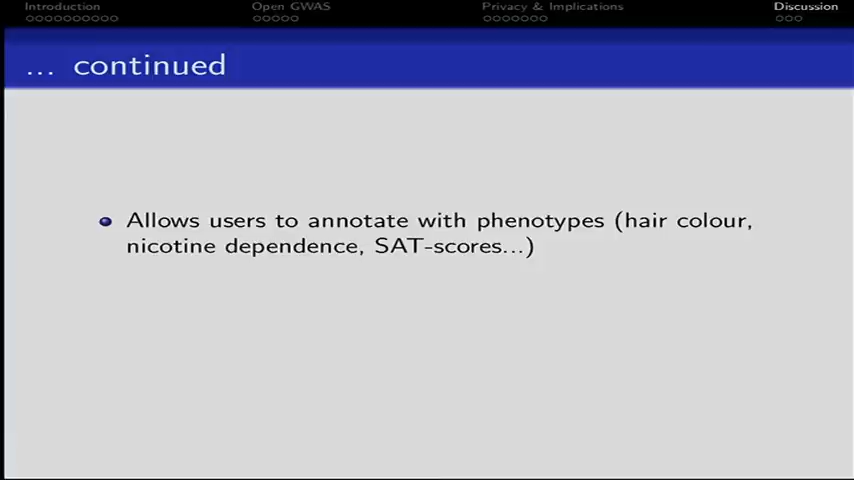 Introduction Open GWAS Privacy & Implications Discussion
... continued
Allows users to annotate with phenotypes (hair colour,
nicotine dependence, SAT-scores...)